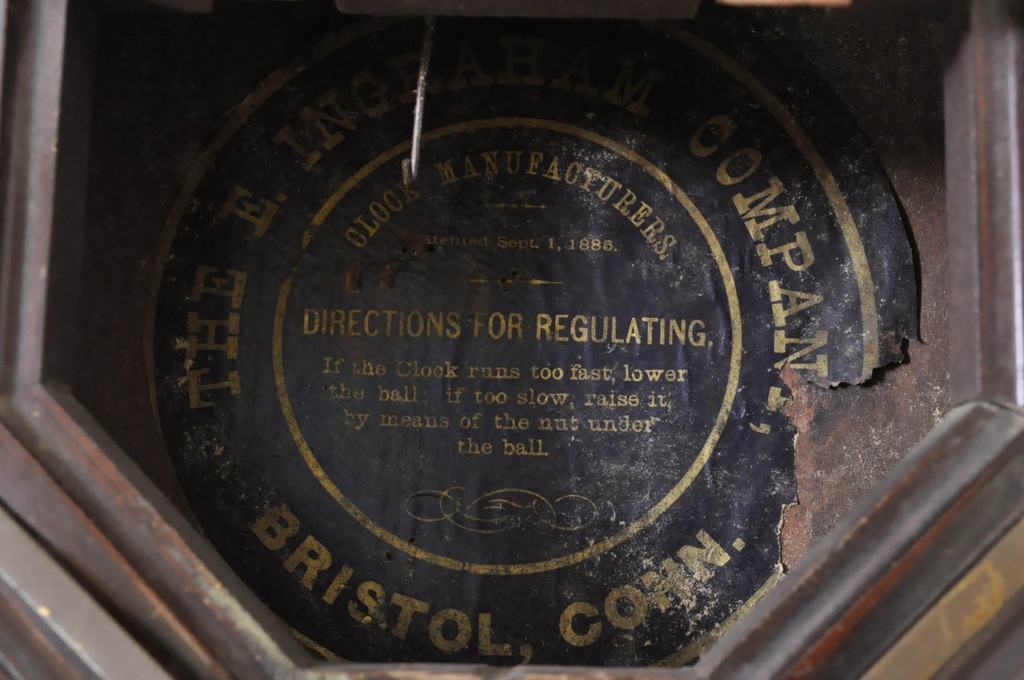 THE E. INGRAHAM COMPANY,
BRISTOL, CONN.
CLOCK MANUFACTURERS.
Patented Sept. 1, 1885.
DIRECTIONS FOR REGULATING.
If the Clock runs too fast, lower
the ball; if too slow, raise it,
by means of the nut under
the ball.